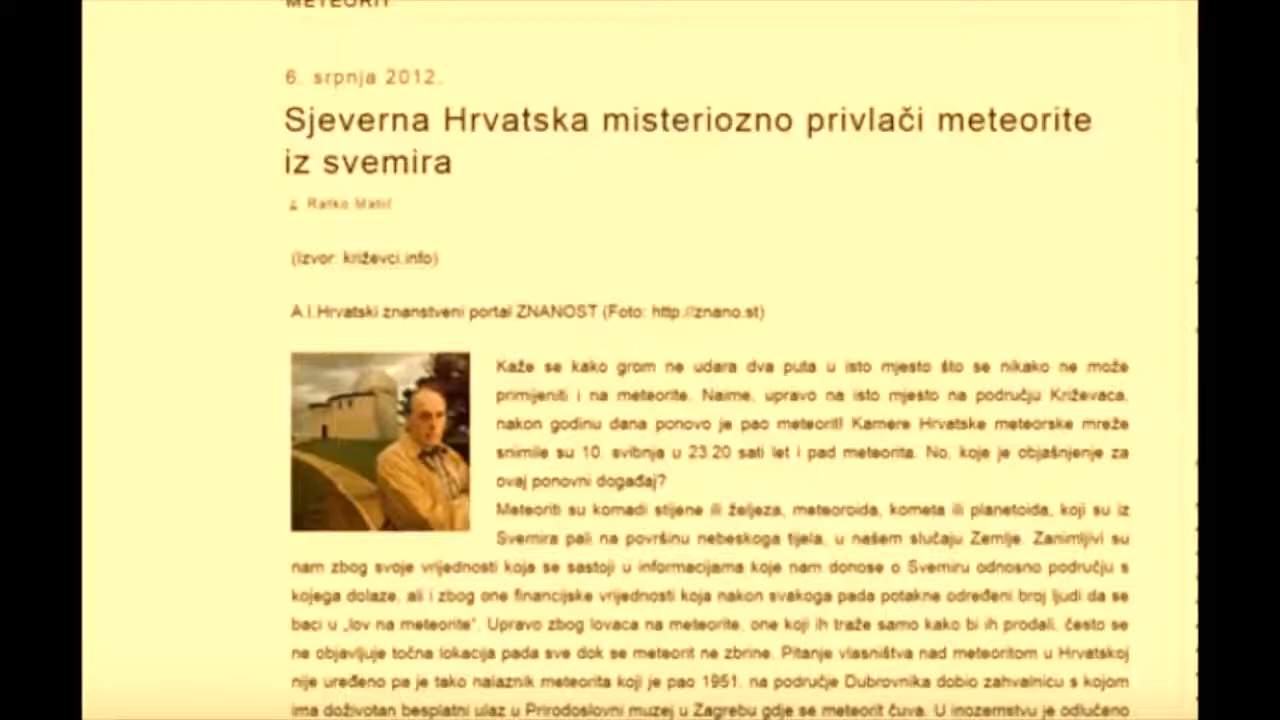 METEORIT
6. srpnja 2012.
Sjeverna Hrvatska misteriozno privlači meteorite
iz svemira
Ratko Matić
(Izvor: križevci.info)
A.I.Hrvatski znanstveni portal ZNANOST (Foto: http://znano.st)
Kaže se kako grom ne udara dva puta u isto mjesto što se nikako ne može
primijeniti i na meteorite. Naime, upravo na isto mjesto na području Križevaca,
nakon godinu dana ponovo je pao meteorit! Kamere Hrvatske meteorske mreže
snimile su 10. svibnja u 23.20 sati let i pad meteorita. No, koje je objašnjenje za
ovaj ponovni događaj?
Meteoriti su komadi stijene ili željeza, meteoroida, kometa ili planetoida, koji su iz
Svemira pali na površinu nebeskoga tijela, u našem slučaju Zemlje. Zanimljivi su
nam zbog svoje vrijednosti koja se sastoji u informacijama koje nam donose o Svemiru odnosno području s
kojega dolaze, ali i zbog one financijske vrijednosti koja nakon svakoga pada potakne određeni broj ljudi da se
baci u „lov na meteorite“. Upravo zbog lovaca na meteorite, one koji ih traže samo kako bi ih prodali, često se
ne objavljuje točna lokacija pada sve dok se meteorit ne zbrine. Pitanje vlasništva nad meteoritom u Hrvatskoj
nije uređeno pa je tako nalaznik meteorita koji je pao 1951. na područje Dubrovnika dobio zahvalnicu s kojom
ima doživotan besplatni ulaz u Prirodoslovni muzej u Zagrebu gdje se meteorit čuva. U inozemstvu je odlučeno